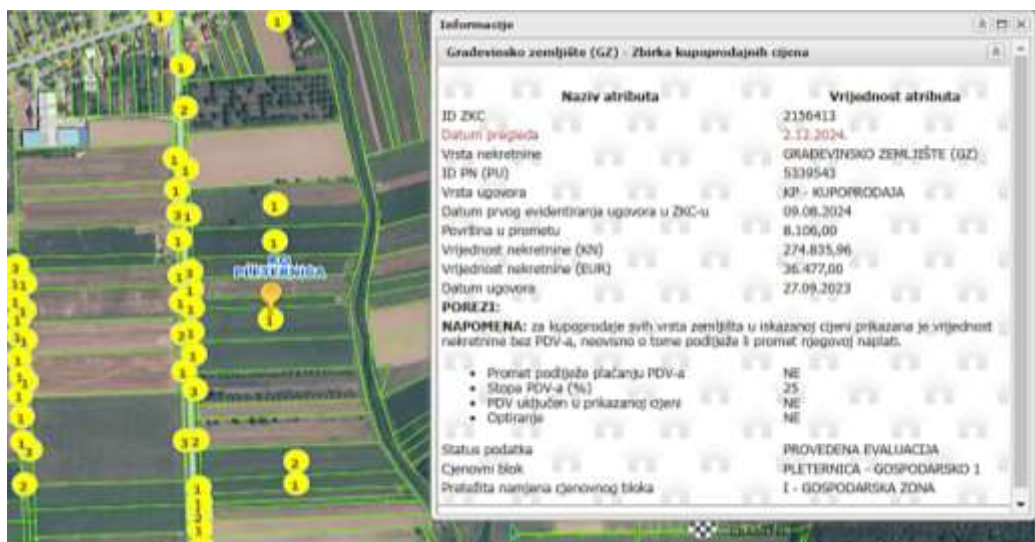 Informacije
Građevinsko zemljište (GZ) - Zbirka kupoprodajnih cijena
Naziv atributa Vrijednost atributa
ID ZKC 2156413
Datum pregleda 2.12.2024.
Vrsta nekretnine GRAĐEVINSKO ZEMLJIŠTE (GZ)
ID PN (PU) 5339543
Vrsta ugovora KP - KUPOPRODAJA
Datum prvog evidentiranja ugovora u ZKC-u 09.08.2024
Površina u prometu 8.106,00
Vrijednost nekretnine (KN) 274.835,96
Vrijednost nekretnine (EUR) 36.477,00
Datum ugovora 27.09.2023
POREZI:
NAPOMENA: za kupoprodaje svih vrsta zemljišta u iskazanoj cijeni prikazana je vrijednost
nekretnine bez PDV-a, neovisno o tome podliježe li promet njegovoj naplati.
• Promet podliježe plaćanju PDV-a NE
• Stopa PDV-a (%) 25
• PDV uključen u prikazanoj cijeni NE
• Optiranje NE
Status podatka PROVEDENA EVALUACIJA
Cjenovni blok PLETERNICA - GOSPODARSKO 1
Pretežita namjena cjenovnog bloka I - GOSPODARSKA ZONA
KO
PLETERNICA